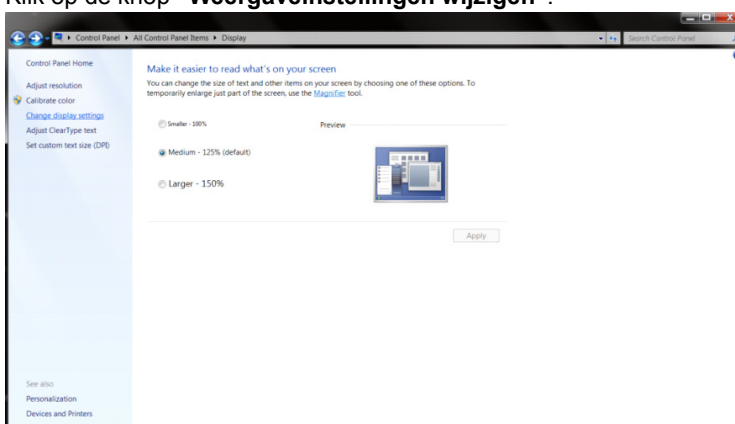 Klik op de knop "Weergaveinstellingen wijzigen".
Control Panel ▸ All Control Panel Items ▸ Display
Search Control Panel
Control Panel Home
Adjust resolution
Calibrate color
Change display settings
Adjust ClearType text
Set custom text size (DPI)
Make it easier to read what's on your screen
You can change the size of text and other items on your screen by choosing one of these options. To
temporarily enlarge just part of the screen, use the Magnifier tool.
Smaller - 100%
Preview
Medium - 125% (default)
Larger - 150%
Apply
See also
Personalization
Devices and Printers